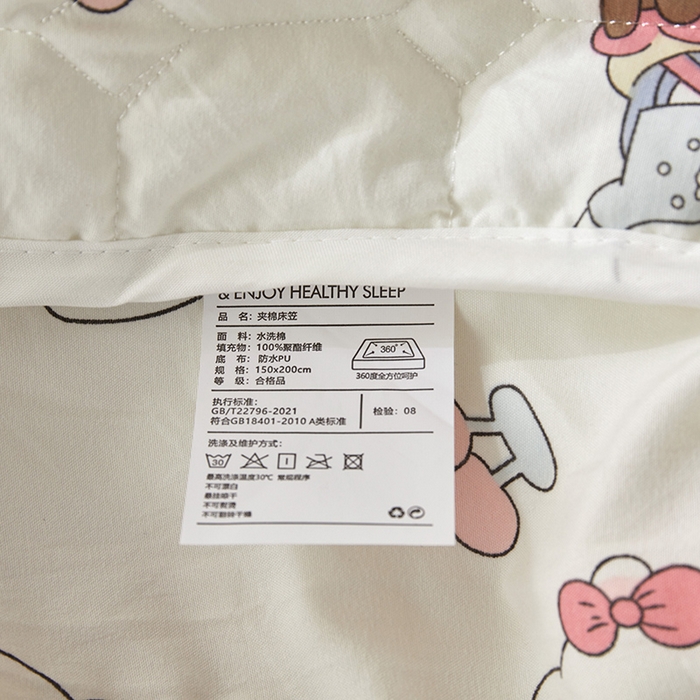 & ENJOY HEALTHY SLEEP
品 名：夹棉床笠
面 料：水洗棉
填充物：100%聚酯纤维
底 布：防水PU
规 格：150x200cm
等 级：合格品
360°
360度全方位呵护
执行标准：
GB/T22796-2021
符合GB18401-2010 A类标准
检验：08
洗涤及维护方式：
30
最高洗涤温度30℃ 常规程序
不可漂白
悬挂晾干
不可熨烫
不可翻转干燥